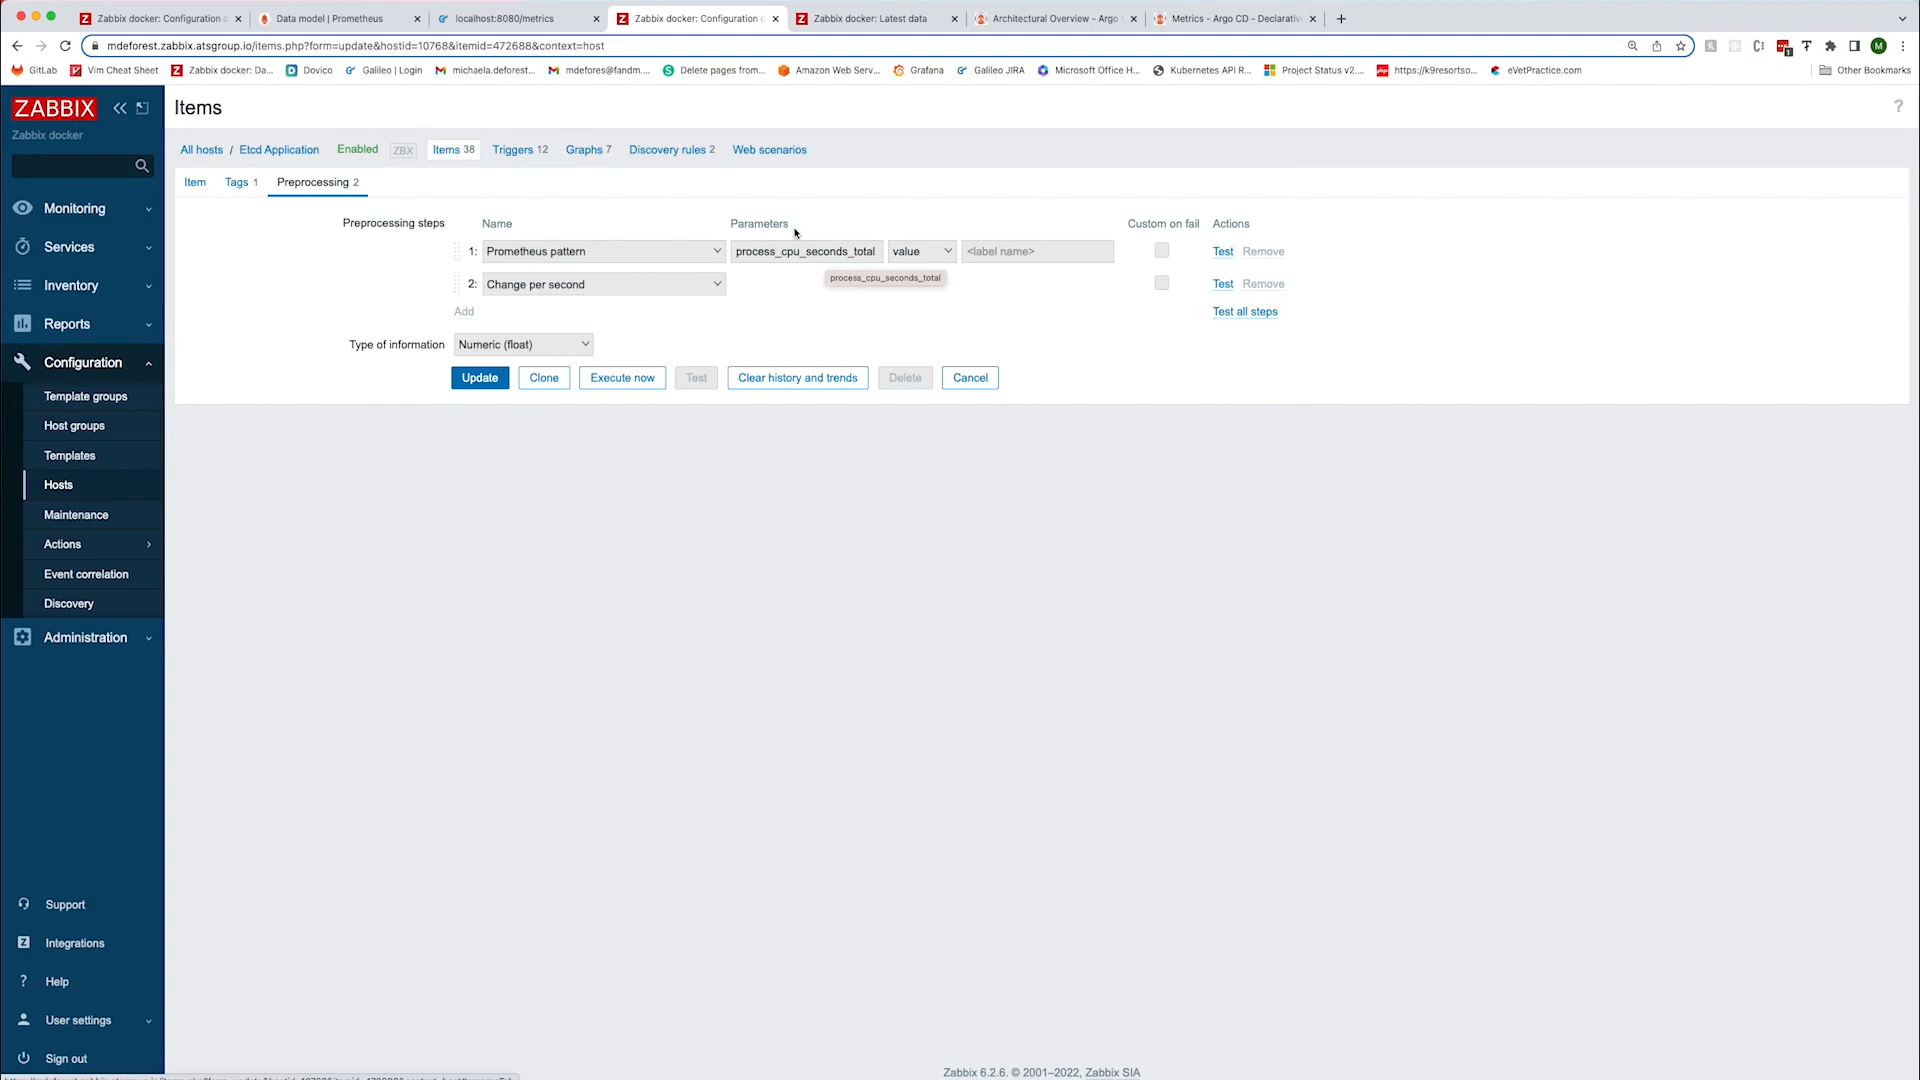 Zabbix docker: Configuration o
Data model | Prometheus
localhost:8080/metrics
Zabbix docker: Configuration o
Zabbix docker: Latest data
Architectural Overview - Argo C
Metrics - Argo CD - Declarativ
mdeforest.zabbix.atsgroup.io/items.php?form=update&hostid=10768&itemid=472688&context=host
M
GitLab
Vim Cheat Sheet
Zabbix docker: Da...
Dovico
Galileo | Login
michaela.deforest...
mdefores@fandm....
Delete pages from...
Amazon Web Serv...
Grafana
Galileo JIRA
Microsoft Office H...
Kubernetes API R...
Project Status v2....
https://k9resortso...
eVetPractice.com
Other Bookmarks
ZABBIX
Zabbix docker
Monitoring
Services
Inventory
Reports
Configuration
Template groups
Host groups
Templates
Hosts
Maintenance
Actions
Event correlation
Discovery
Administration
Support
Integrations
? Help
User settings
Sign out
Items
?
All hosts / Etcd Application Enabled ZBX Items 38 Triggers 12 Graphs 7 Discovery rules 2 Web scenarios
Item Tags 1 Preprocessing 2
Preprocessing steps Name Parameters Custom on fail Actions
1: Prometheus pattern process_cpu_seconds_total value <label name> Test Remove
process_cpu_seconds_total
2: Change per second Test Remove
Add Test all steps
Type of information Numeric (float)
Update Clone Execute now Test Clear history and trends Delete Cancel
Zabbix 6.2.6. © 2001–2022, Zabbix SIA